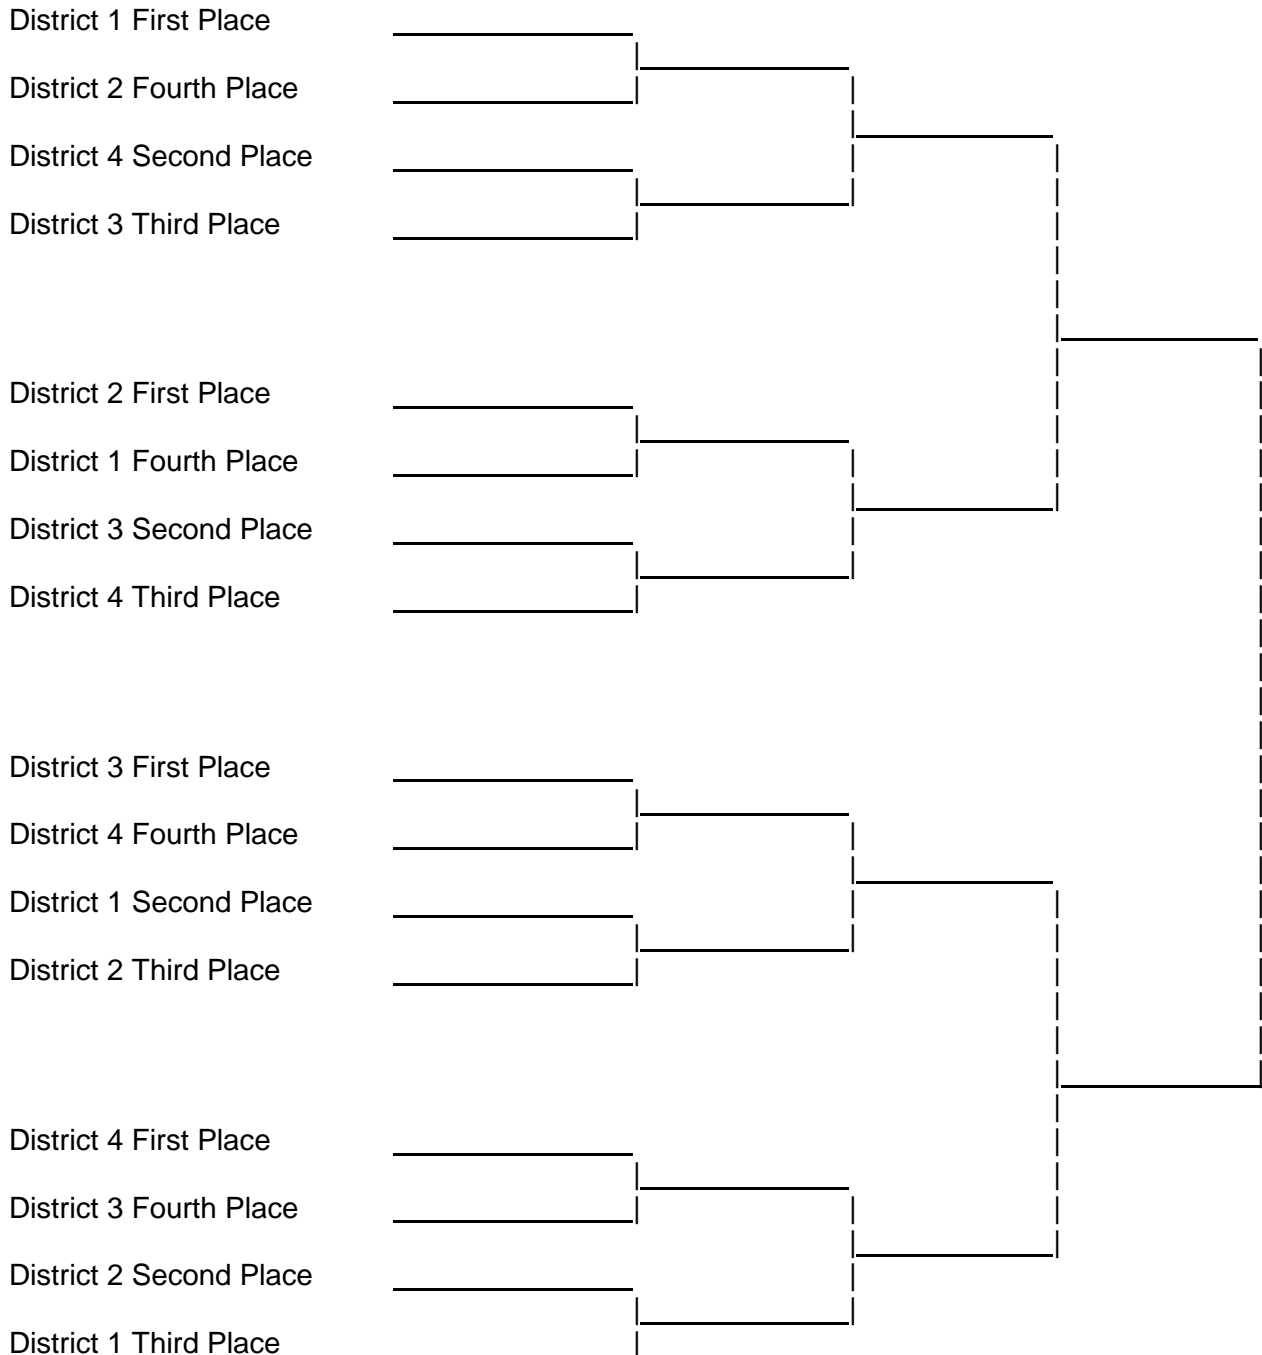 District 1 First Place
District 2 Fourth Place
District 4 Second Place
District 3 Third Place
District 2 First Place
District 1 Fourth Place
District 3 Second Place
District 4 Third Place
District 3 First Place
District 4 Fourth Place
District 1 Second Place
District 2 Third Place
District 4 First Place
District 3 Fourth Place
District 2 Second Place
District 1 Third Place